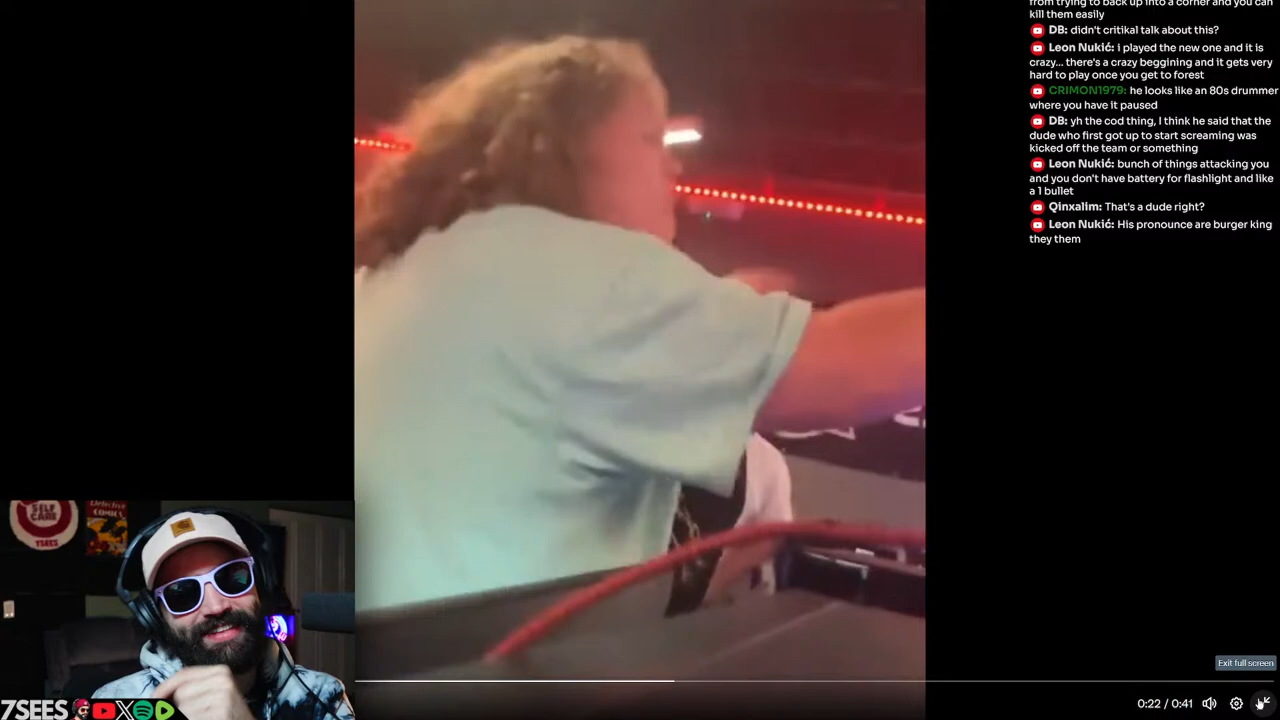 from trying to back up into a corner and you can
kill them easily
DB: didn't critikal talk about this?
Leon Nukić: i played the new one and it is
crazy... there's a crazy beggining and it gets very
hard to play once you get to forest
CRIMON1979: he looks like an 80s drummer
where you have it paused
DB: yh the cod thing, I think he said that the
dude who first got up to start screaming was
kicked off the team or something
Leon Nukić: bunch of things attacking you
and you don't have battery for flashlight and like
a 1 bullet
Qinxalim: That's a dude right?
Leon Nukić: His pronounce are burger king
they them
SELF
CARE
7SEES
Detective
COMICS
Exit full screen
7SEES
0:22 / 0:41